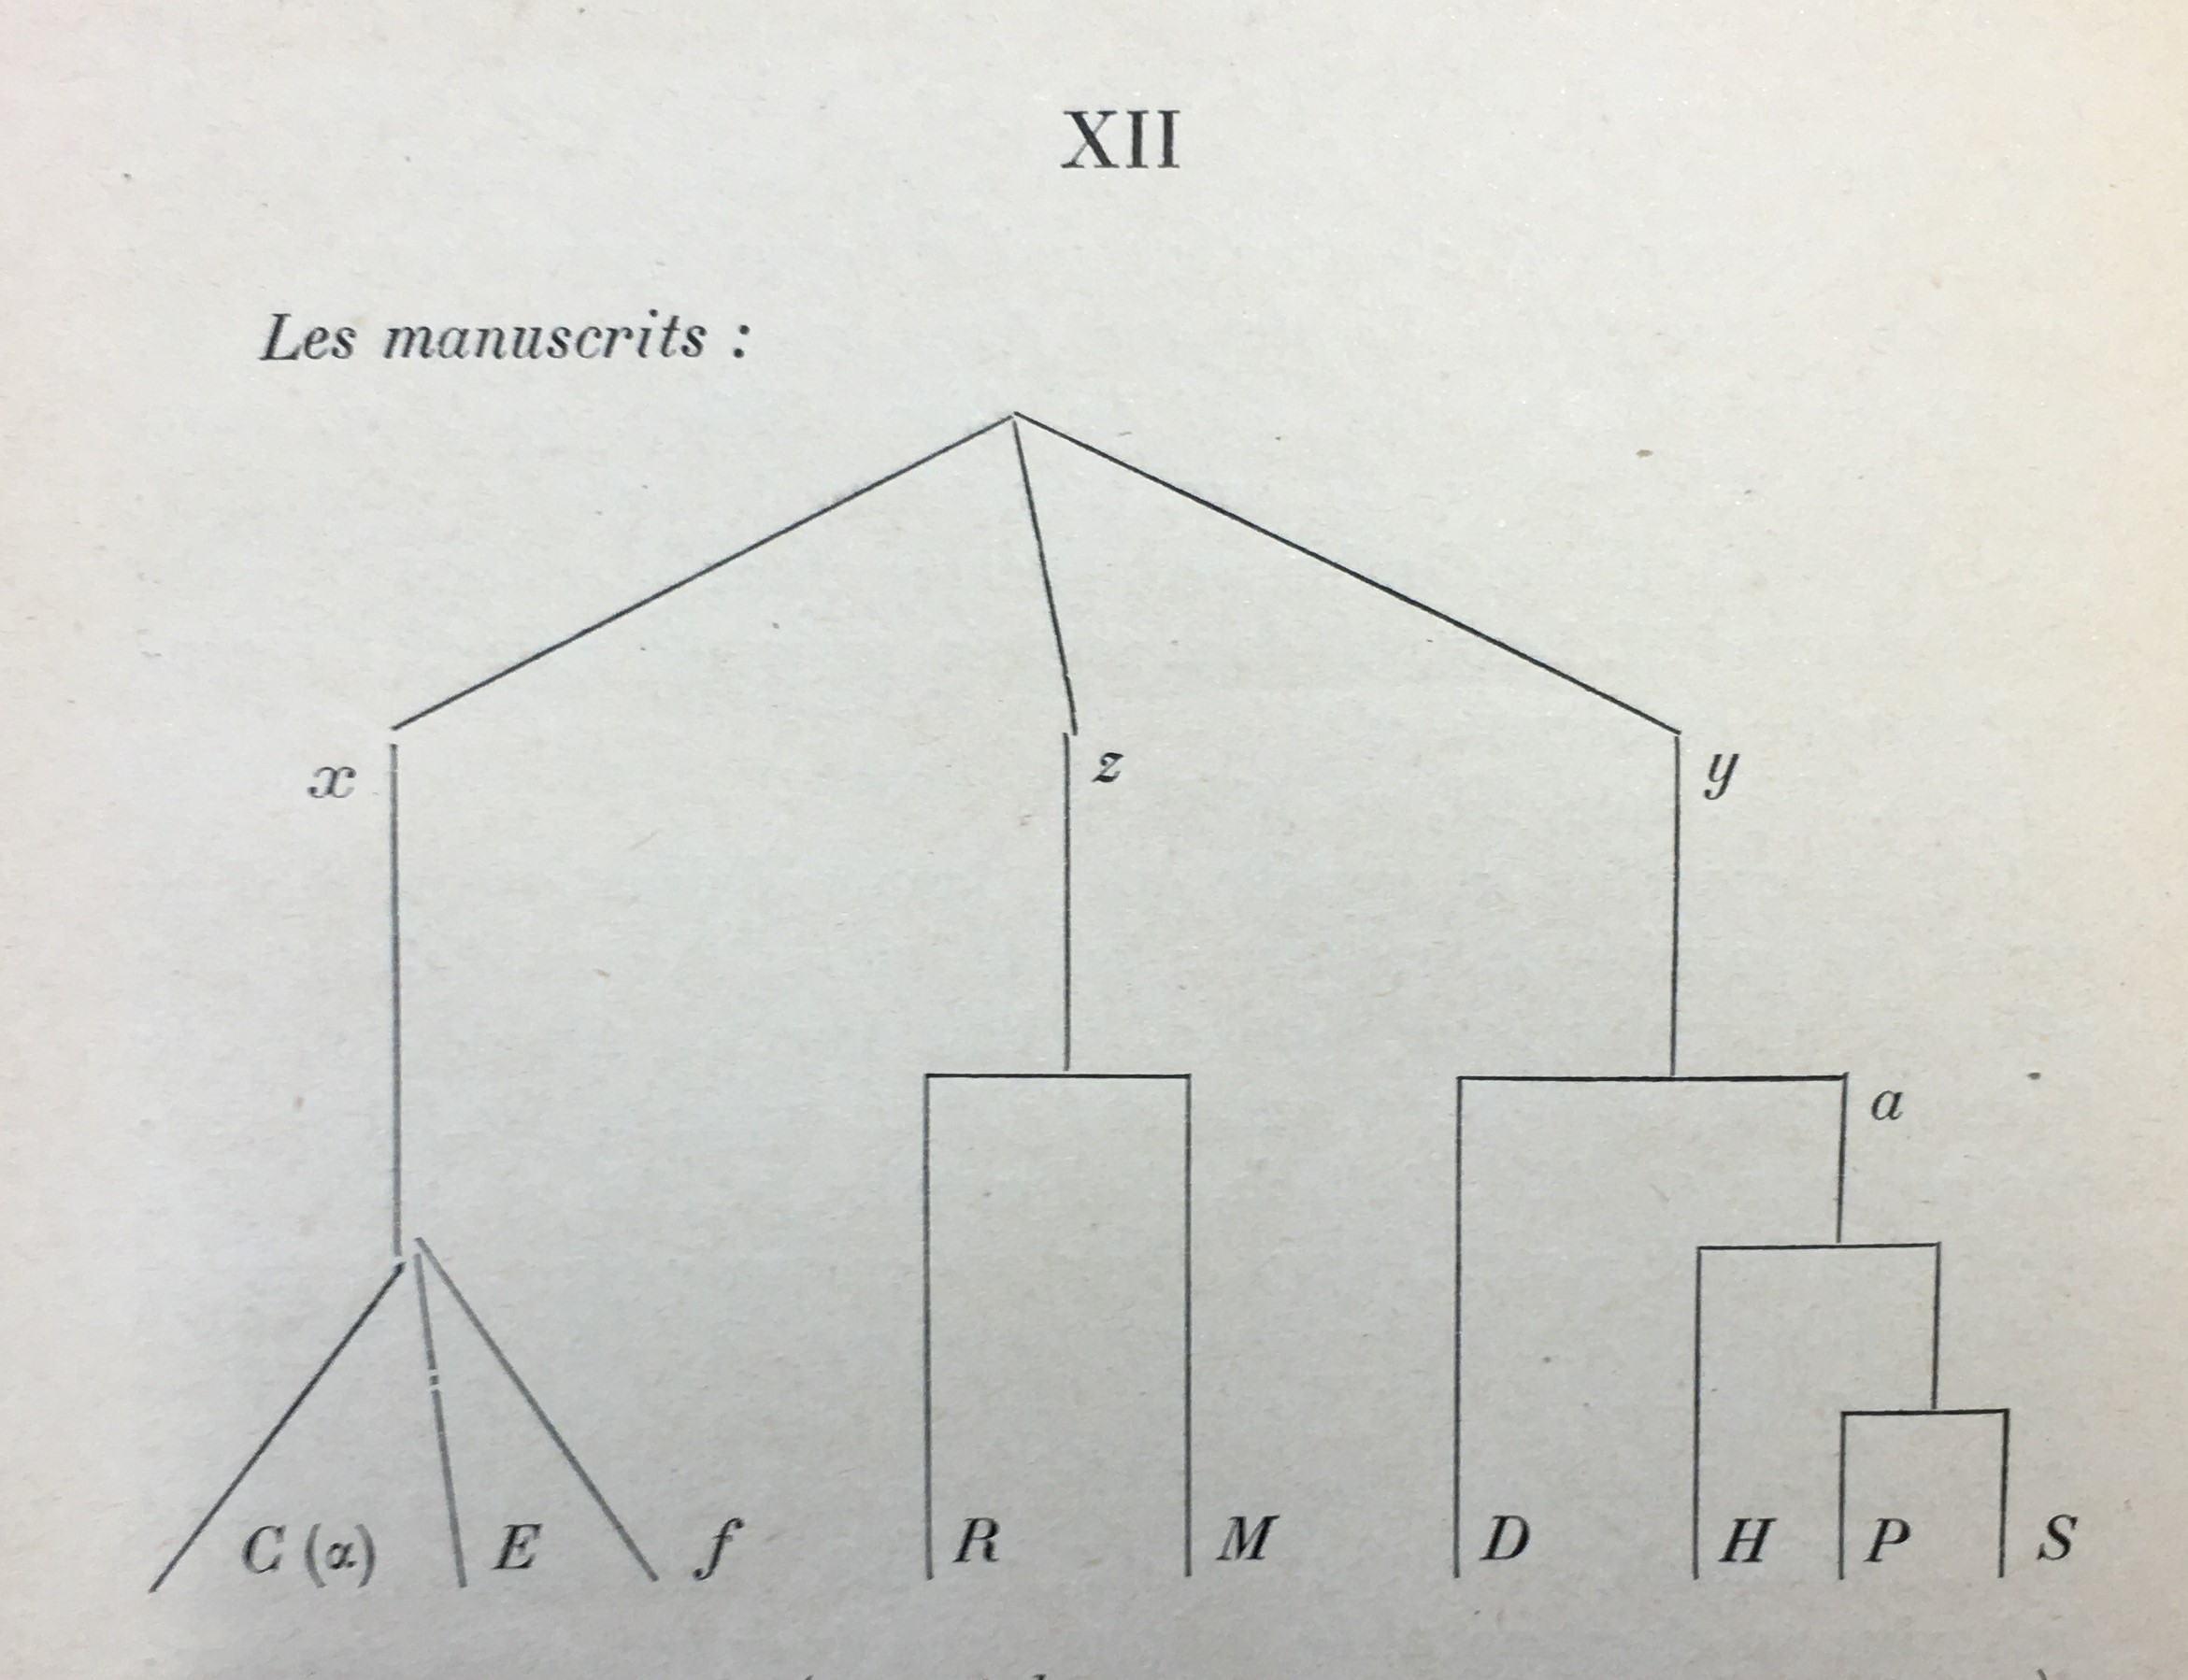 XII
Les manuscrits :
x z y
a
C (α) E f R M D H P S